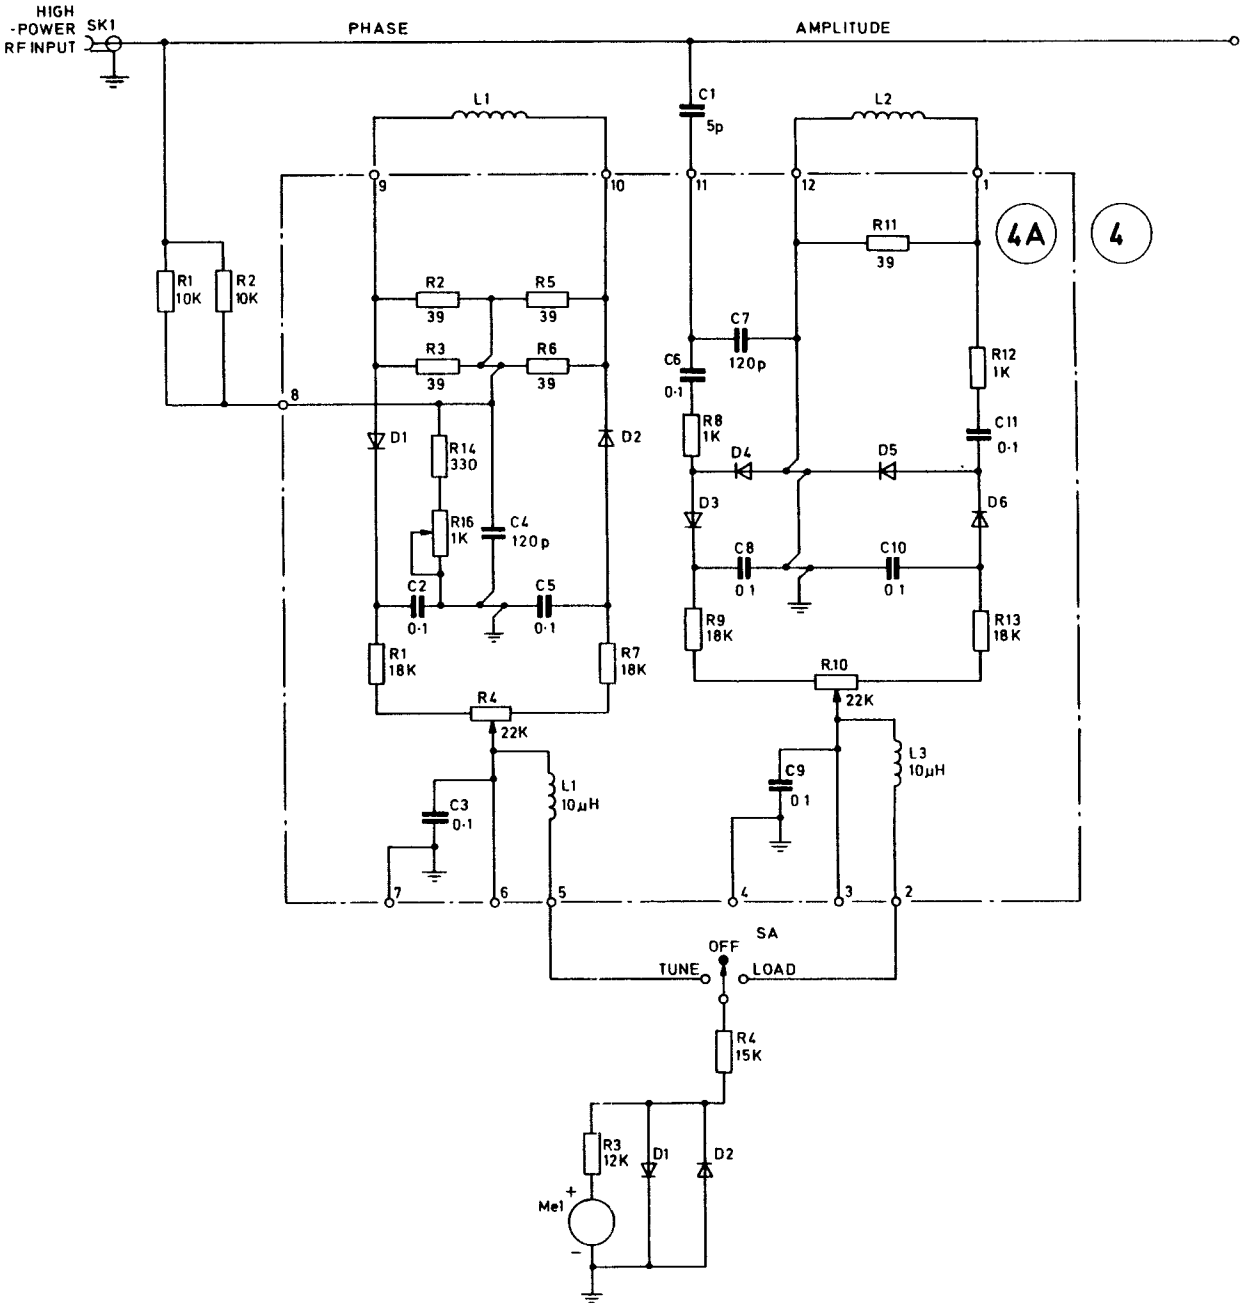 HIGH
-POWER
RF INPUT
SK1
PHASE
AMPLITUDE
L1
C1
5p
L2
9
10
11
12
1
4A
4
R1
10K
R2
10K
R2
39
R5
39
R11
39
R3
39
R6
39
C7
120p
C6
0·1
R12
1K
8
R8
1K
C11
0·1
D1
D2
R14
330
D4
D5
R16
1K
C4
120p
D3
D6
C2
0·1
C5
0·1
C8
0 1
C10
0 1
R1
18K
R7
18K
R9
18K
R13
18K
R4
22K
R.10
22K
C3
0·1
L1
10μH
C9
0 1
L3
10μH
7
6
5
4
3
2
SA
OFF
TUNE
LOAD
R4
15K
R3
12K
D1
D2
+
Me1
-